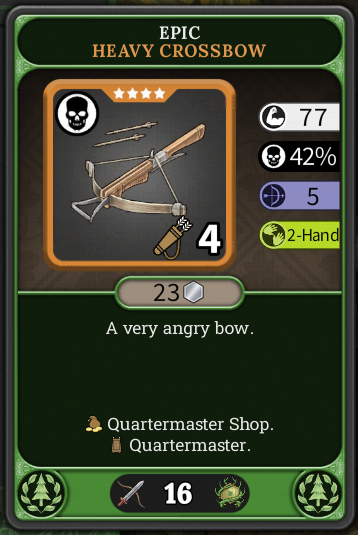 EPIC
HEAVY CROSSBOW
77
42%
5
2-Hand
4
23
A very angry bow.
Quartermaster Shop.
Quartermaster.
16